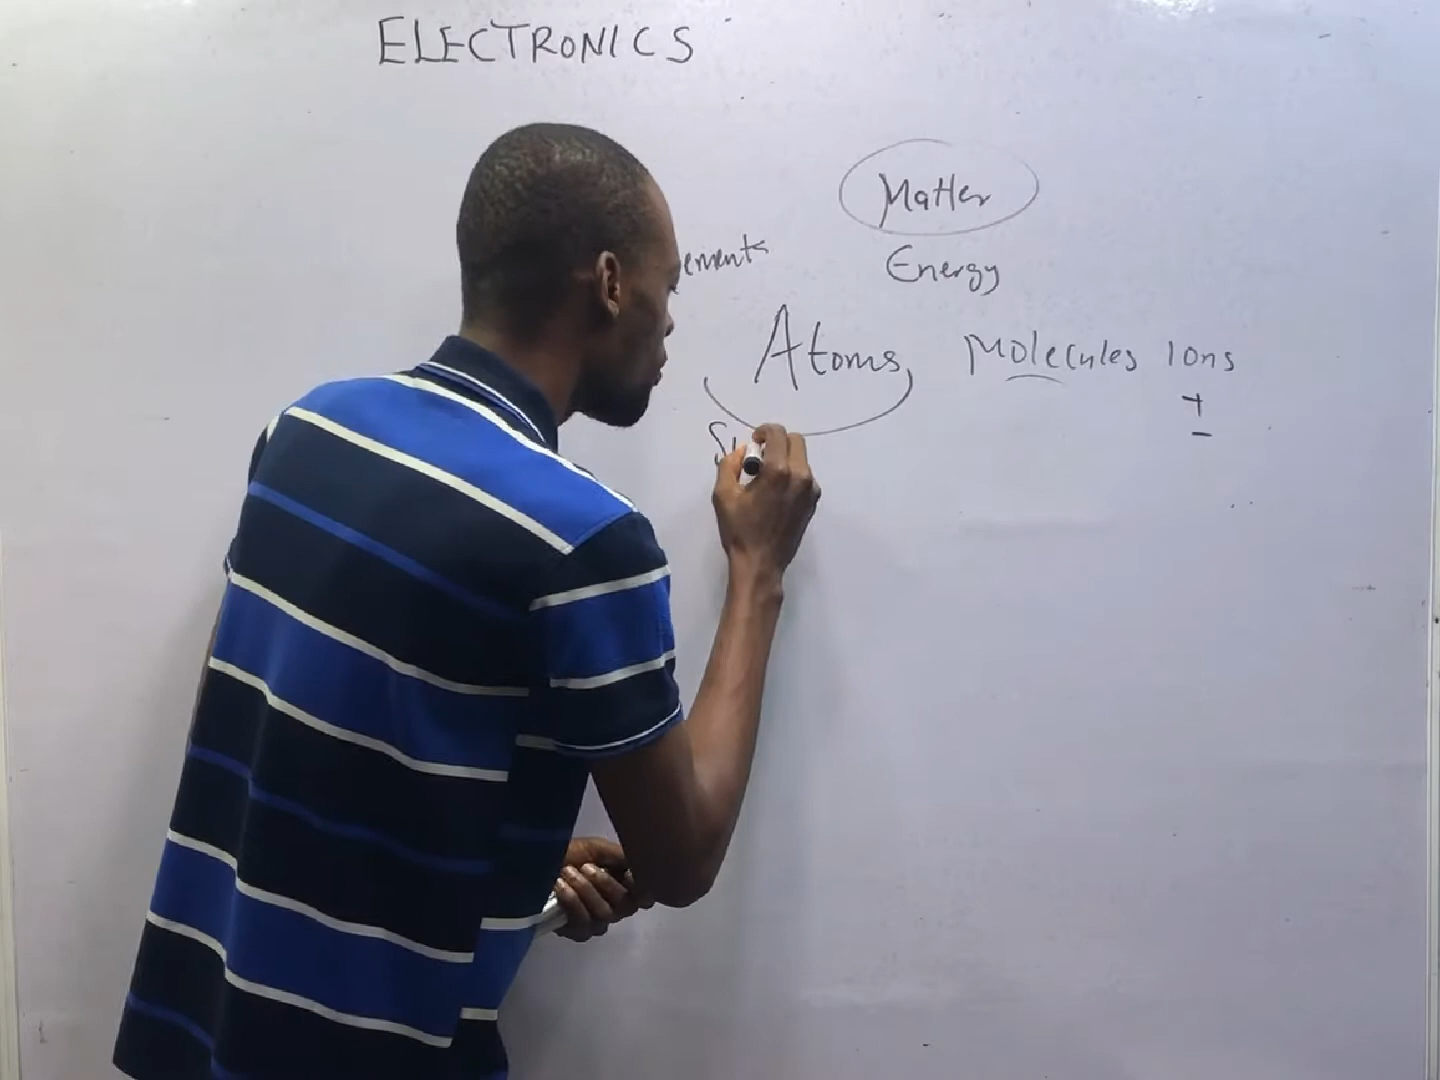 ELECTRONICS
Matter
ements
Energy
Atoms Molecules Ions
+
-